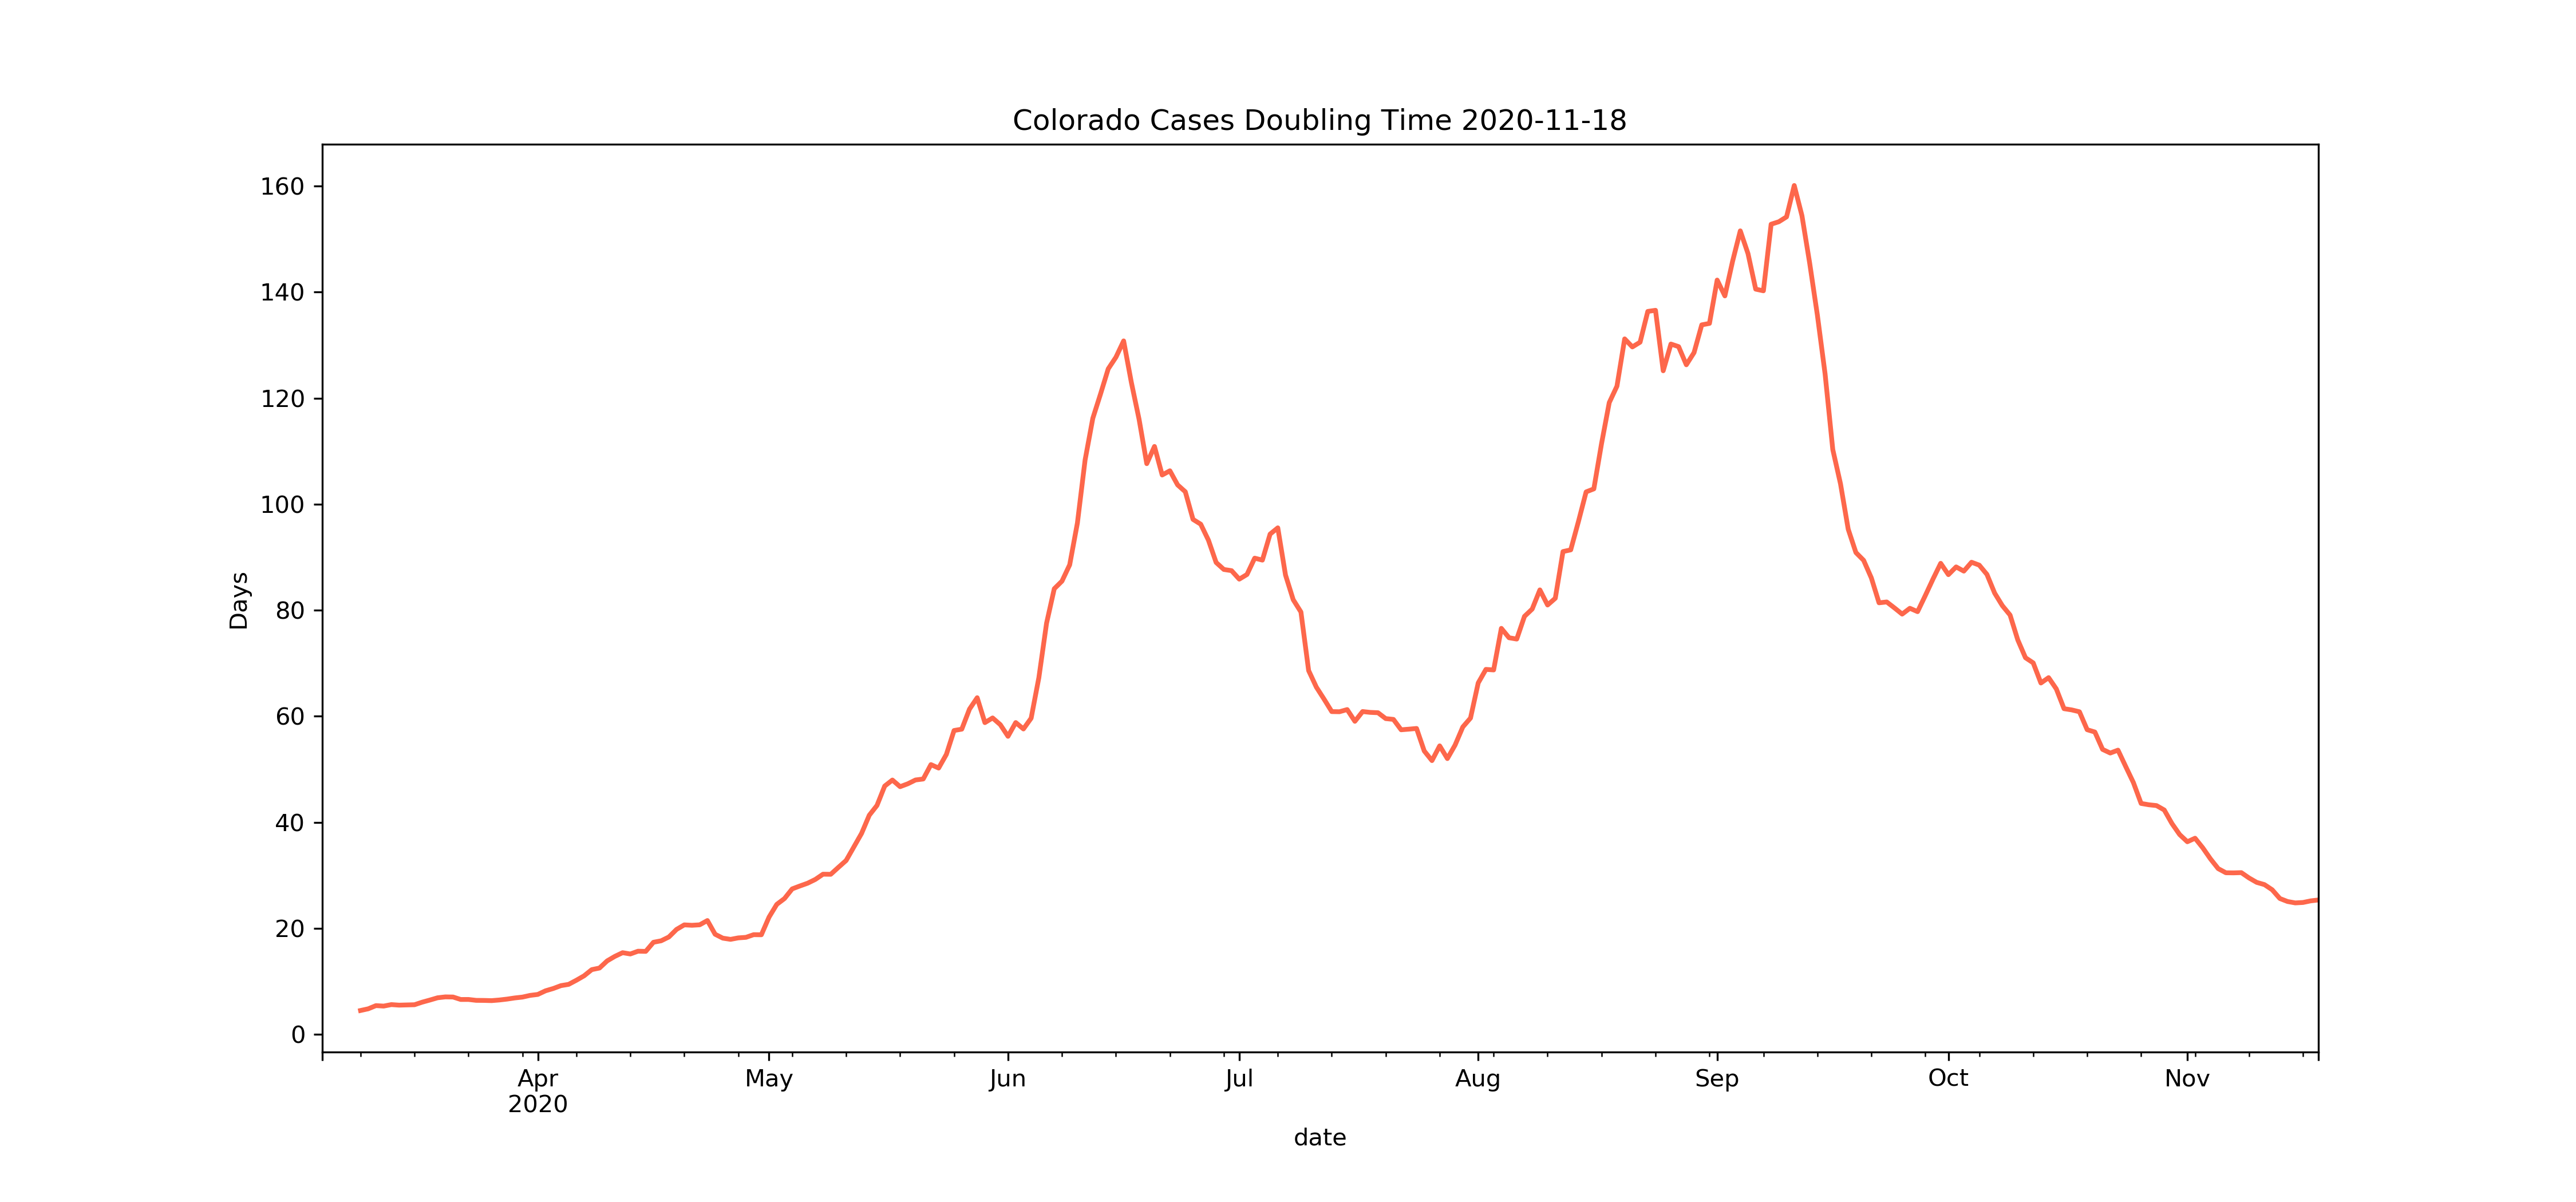 Colorado Cases Doubling Time 2020-11-18
160
140
120
100
80
60
40
20
0
Days
Apr May Jun Jul Aug Sep Oct Nov
2020
date